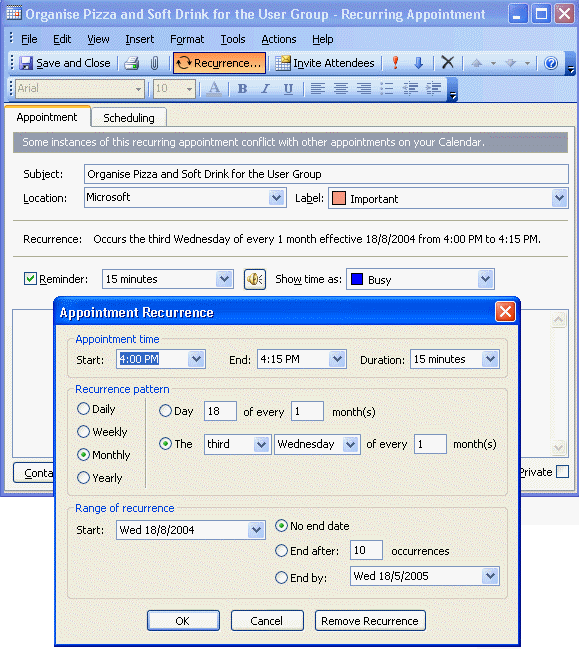 Organise Pizza and Soft Drink for the User Group - Recurring Appointment
File Edit View Insert Format Tools Actions Help
Save and Close Recurrence... Invite Attendees
Arial 10 A B I U
Appointment Scheduling
Some instances of this recurring appointment conflict with other appointments on your Calendar.
Subject: Organise Pizza and Soft Drink for the User Group
Location: Microsoft Label: Important
Recurrence: Occurs the third Wednesday of every 1 month effective 18/8/2004 from 4:00 PM to 4:15 PM.
Reminder: 15 minutes Show time as: Busy
Appointment Recurrence
Appointment time
Start: 4:00 PM End: 4:15 PM Duration: 15 minutes
Recurrence pattern
Daily Day 18 of every 1 month(s)
Weekly
The third Wednesday of every 1 month(s)
Monthly
Yearly
Conta Private
Range of recurrence
Start: Wed 18/8/2004 No end date
End after: 10 occurrences
End by: Wed 18/5/2005
OK Cancel Remove Recurrence